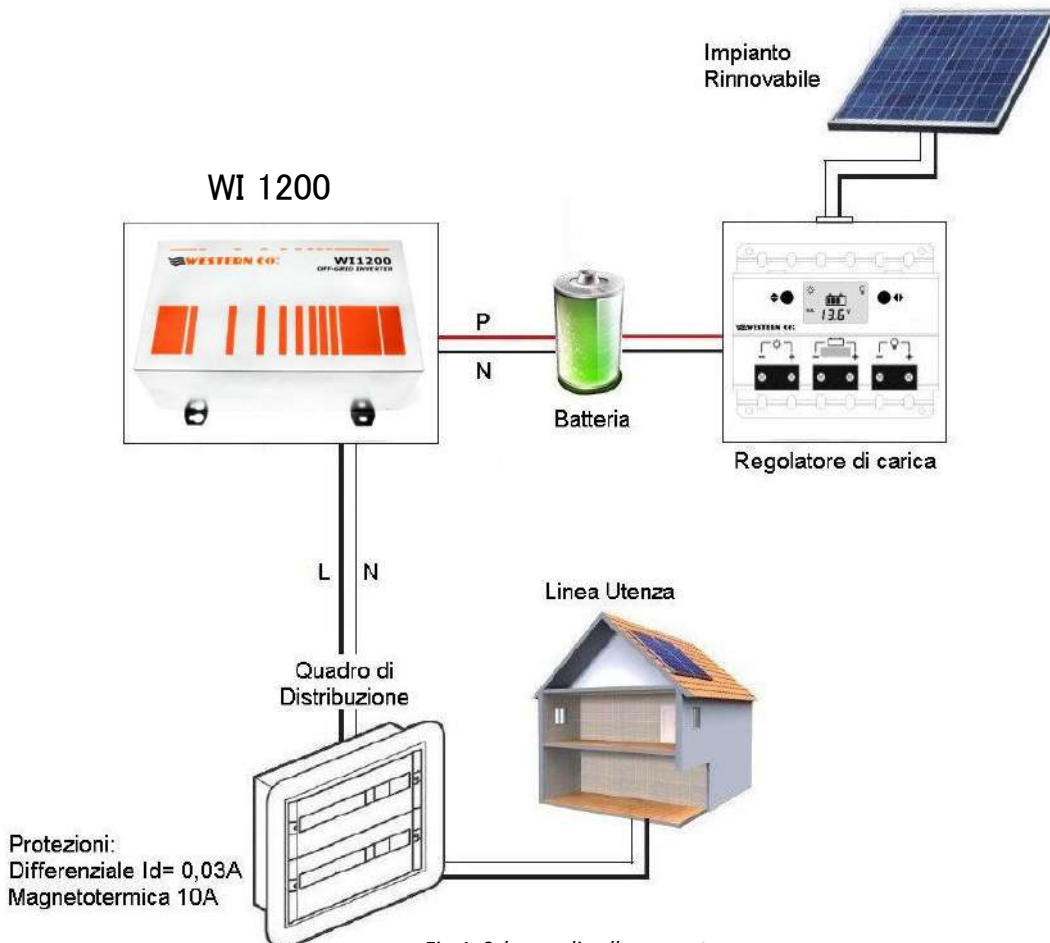 Impianto
Rinnovabile
WI 1200
WESTERN CO.
WI1200
OFF-GRID INVERTER
P
N
Batteria
13.6 V
WESTERN CO.
- +
- +
- +
Regolatore di carica
L N
Linea Utenza
Quadro di
Distribuzione
Protezioni:
Differenziale Id= 0,03A
Magnetotermica 10A